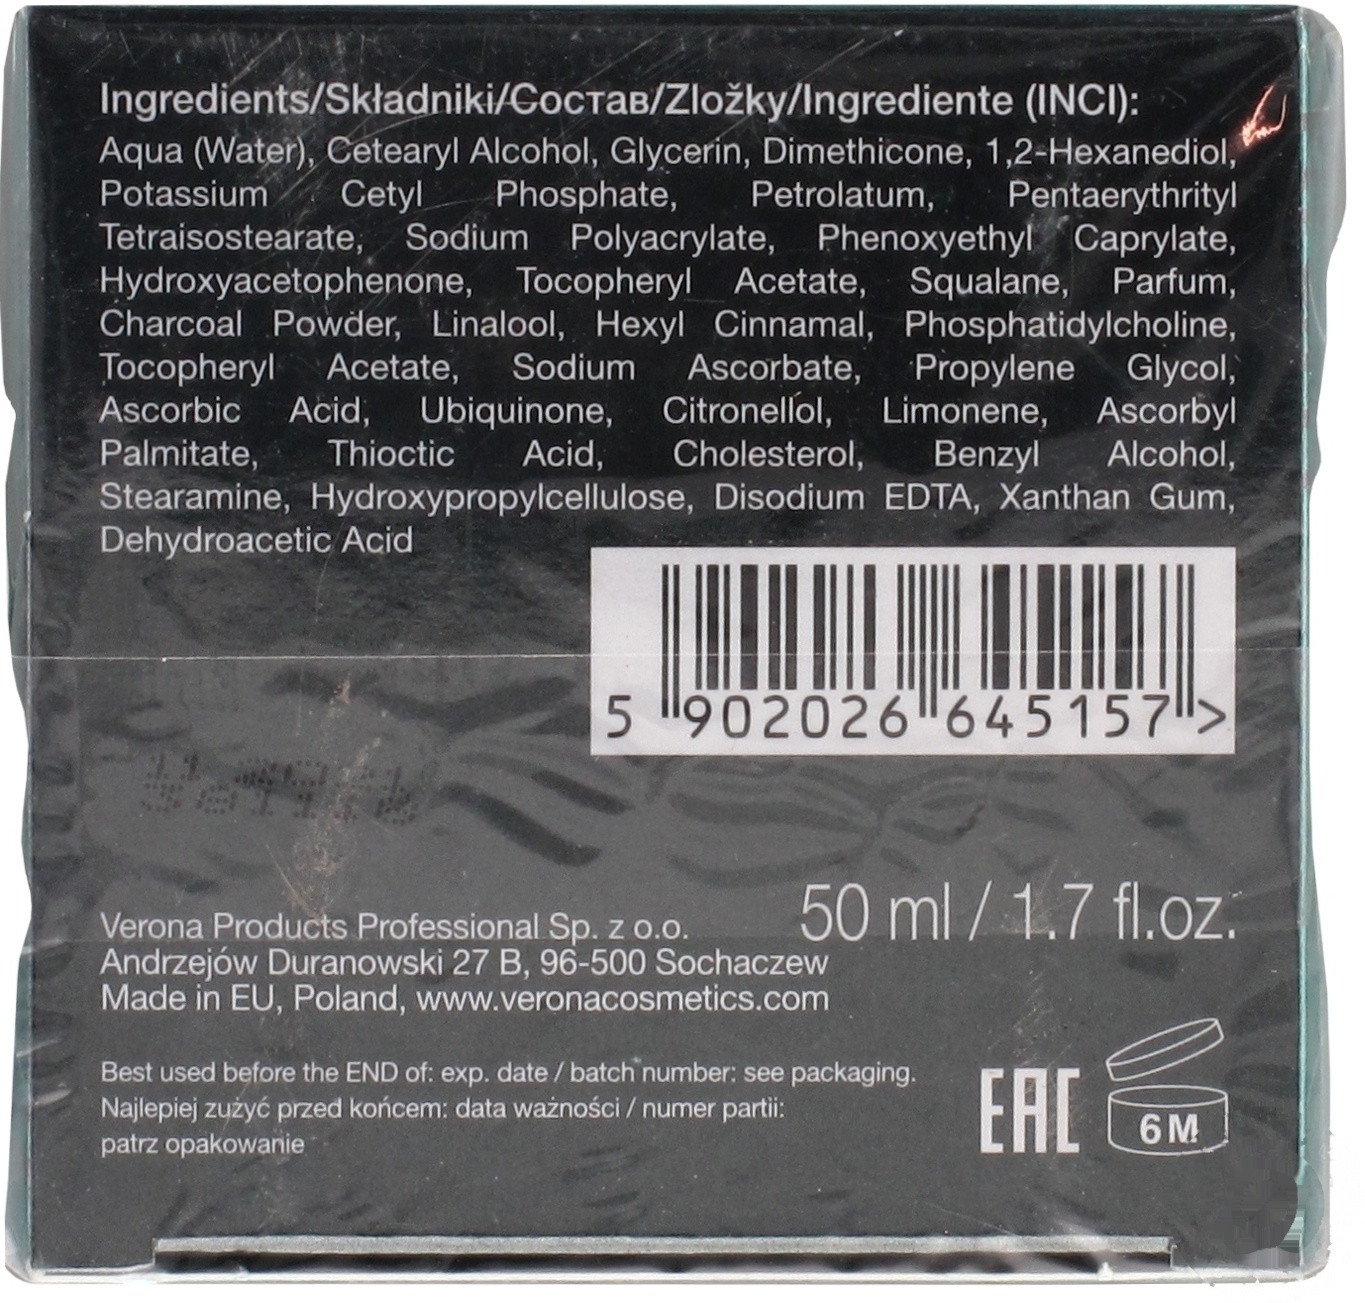 Ingredients/Składniki/Состав/Zložky/Ingrediente (INCI):
Aqua (Water), Cetearyl Alcohol, Glycerin, Dimethicone, 1,2-Hexanediol,
Potassium Cetyl Phosphate, Petrolatum, Pentaerythrityl
Tetraisostearate, Sodium Polyacrylate, Phenoxyethyl Caprylate,
Hydroxyacetophenone, Tocopheryl Acetate, Squalane, Parfum,
Charcoal Powder, Linalool, Hexyl Cinnamal, Phosphatidylcholine,
Tocopheryl Acetate, Sodium Ascorbate, Propylene Glycol,
Ascorbic Acid, Ubiquinone, Citronellol, Limonene, Ascorbyl
Palmitate, Thioctic Acid, Cholesterol, Benzyl Alcohol,
Stearamine, Hydroxypropylcellulose, Disodium EDTA, Xanthan Gum,
Dehydroacetic Acid
5 902026 645157 >
50 ml / 1.7 fl.oz.
Verona Products Professional Sp. z o.o.
Andrzejów Duranowski 27 B, 96-500 Sochaczew
Made in EU, Poland, www.veronacosmetics.com
Best used before the END of: exp. date / batch number: see packaging.
Najlepiej zużyć przed końcem: data ważności / numer partii:
patrz opakowanie
EAC
6 M